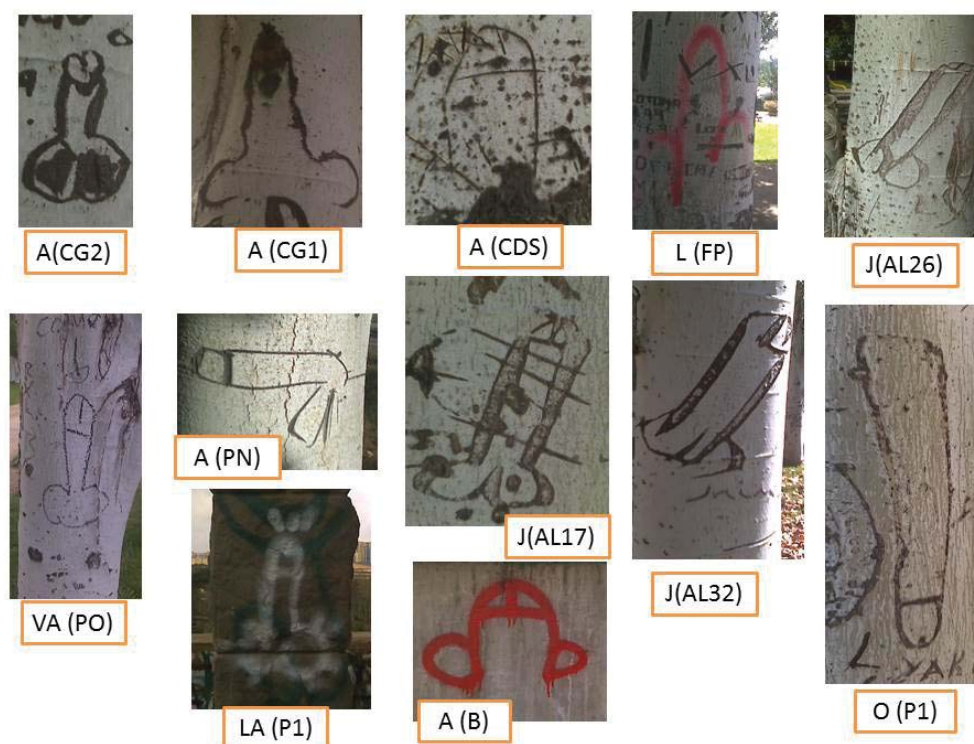 A(CG2)
A (CG1)
A (CDS)
L (FP)
J(AL26)
VA (PO)
A (PN)
J(AL17)
J(AL32)
O (P1)
LA (P1)
A (B)